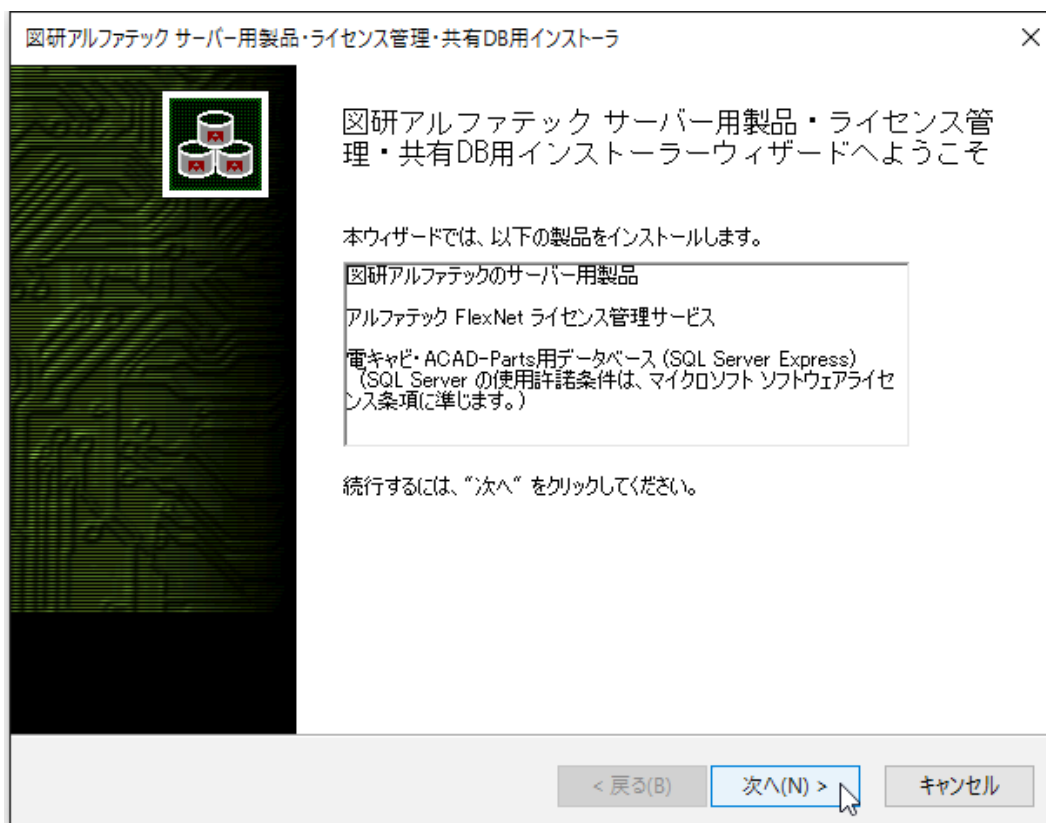 図研アルファテック サーバー用製品・ライセンス管理・共有DB用インストーラ
図研アルファテック サーバー用製品・ライセンス管
理・共有DB用インストーラーウィザードへようこそ
本ウィザードでは、以下の製品をインストールします。
図研アルファテックのサーバー用製品
アルファテック FlexNet ライセンス管理サービス
電キャビ・ACAD-Parts用データベース (SQL Server Express)
(SQL Server の使用許諾条件は、マイクロソフト ソフトウェアライセ
ンス条項に準じます。)
続行するには、“次へ” をクリックしてください。
< 戻る(B)
次へ(N) >
キャンセル